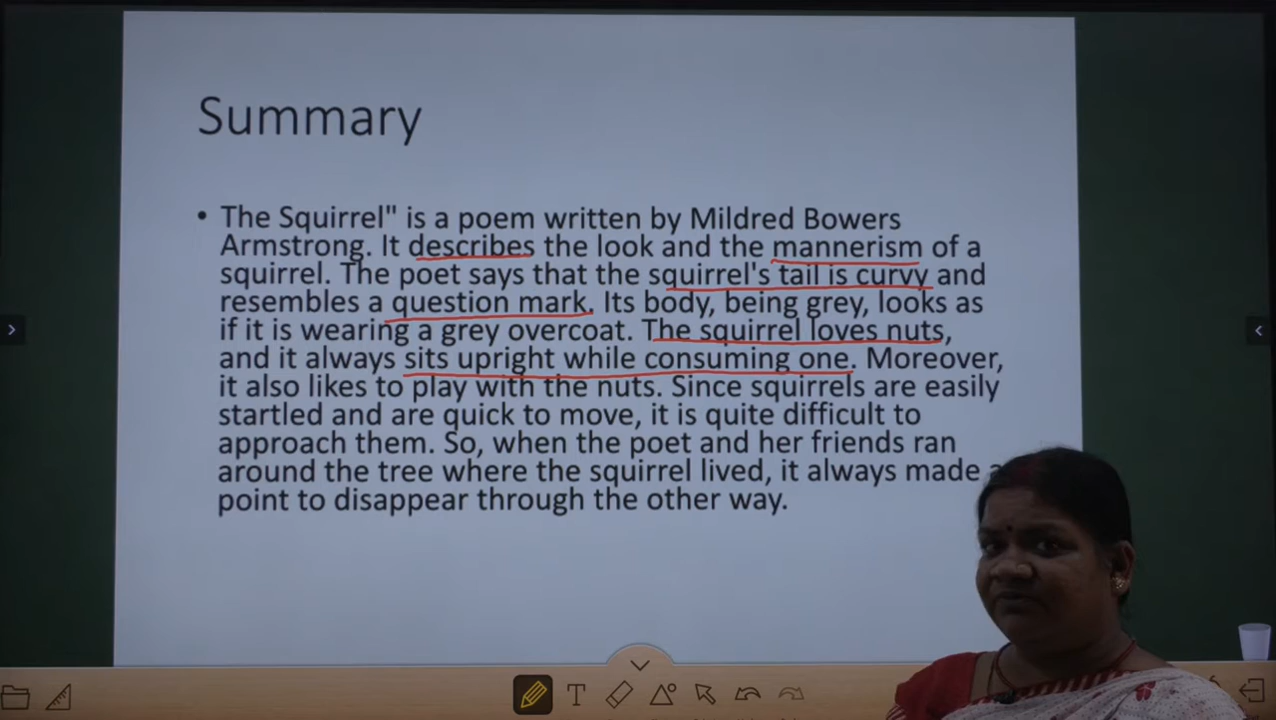 Summary
• The Squirrel" is a poem written by Mildred Bowers
Armstrong. It describes the look and the mannerism of a
squirrel. The poet says that the squirrel's tail is curvy and
resembles a question mark. Its body, being grey, looks as
if it is wearing a grey overcoat. The squirrel loves nuts,
and it always sits upright while consuming one. Moreover,
it also likes to play with the nuts. Since squirrels are easily
startled and are quick to move, it is quite difficult to
approach them. So, when the poet and her friends ran
around the tree where the squirrel lived, it always made a
point to disappear through the other way.
T